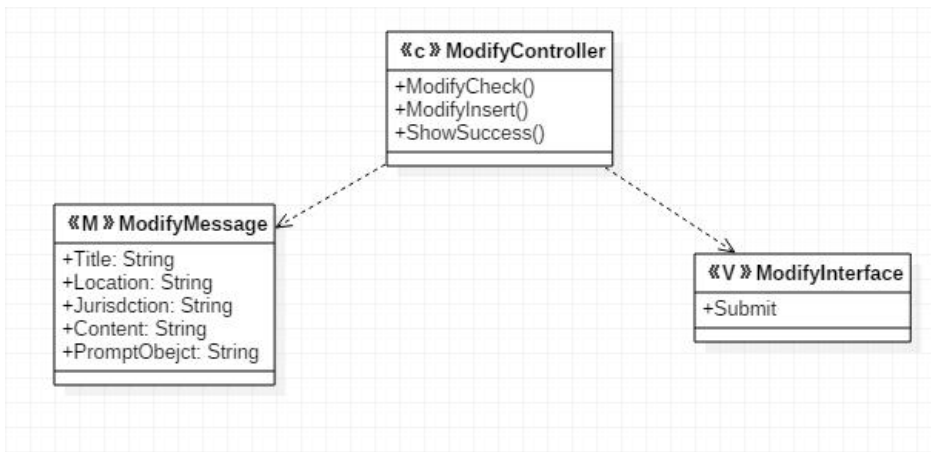 《c》ModifyController
+ModifyCheck()
+ModifyInsert()
+ShowSuccess()
《M》ModifyMessage
+Title: String
+Location: String
+Jurisdction: String
+Content: String
+PromptObejct: String
《V》ModifyInterface
+Submit